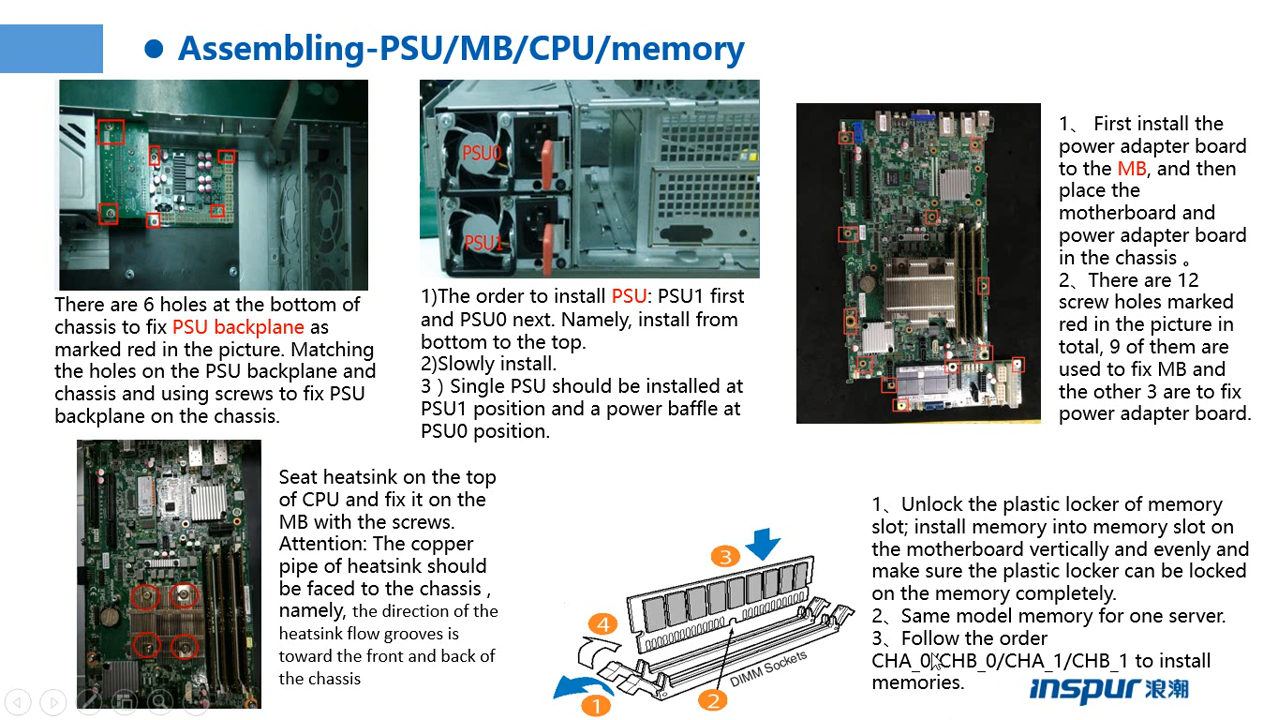 ● Assembling-PSU/MB/CPU/memory
PSU0
PSU1
There are 6 holes at the bottom of
chassis to fix PSU backplane as
marked red in the picture. Matching
the holes on the PSU backplane and
chassis and using screws to fix PSU
backplane on the chassis.
1)The order to install PSU: PSU1 first
and PSU0 next. Namely, install from
bottom to the top.
2)Slowly install.
3 ) Single PSU should be installed at
PSU1 position and a power baffle at
PSU0 position.
1、 First install the
power adapter board
to the MB, and then
place the
motherboard and
power adapter board
in the chassis 。
2、There are 12
screw holes marked
red in the picture in
total, 9 of them are
used to fix MB and
the other 3 are to fix
power adapter board.
Seat heatsink on the top
of CPU and fix it on the
MB with the screws.
Attention: The copper
pipe of heatsink should
be faced to the chassis ,
namely, the direction of the
heatsink flow grooves is
toward the front and back of
the chassis
3
4
1
2
DIMM Sockets
1、Unlock the plastic locker of memory
slot; install memory into memory slot on
the motherboard vertically and evenly and
make sure the plastic locker can be locked
on the memory completely.
2、Same model memory for one server.
3、Follow the order
CHA_0/CHB_0/CHA_1/CHB_1 to install
memories.
inspur 浪潮